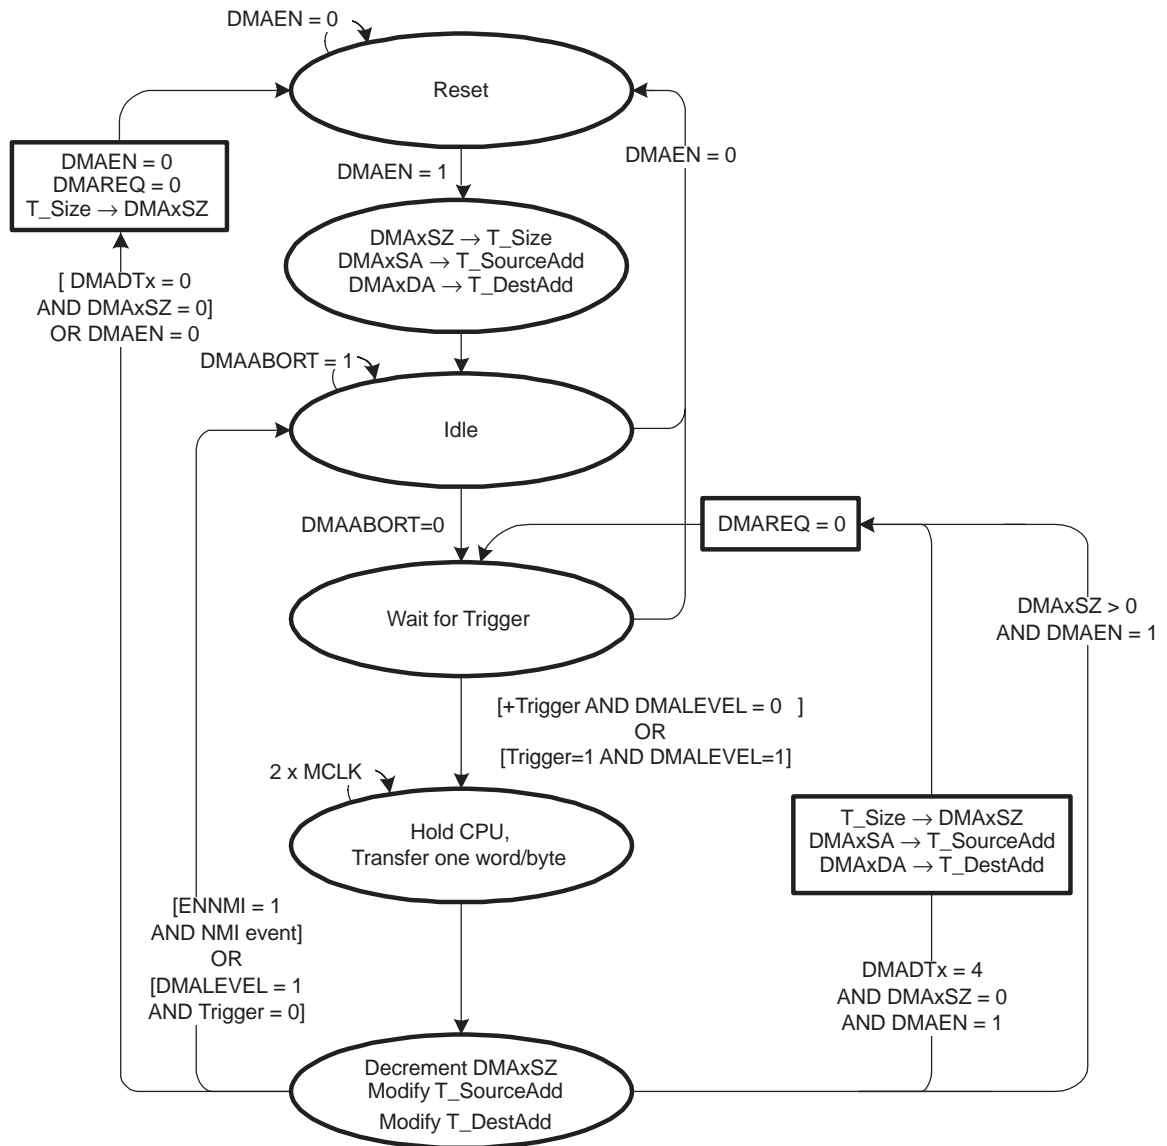 DMAEN = 0
Reset
DMAEN = 0
DMAREQ = 0
T_Size → DMAxSZ
DMAEN = 1
DMAEN = 0
DMAxSZ → T_Size
DMAxSA → T_SourceAdd
DMAxDA → T_DestAdd
[ DMADTx = 0
AND DMAxSZ = 0]
OR DMAEN = 0
DMAABORT = 1
Idle
DMAABORT=0
DMAREQ = 0
Wait for Trigger
DMAxSZ > 0
AND DMAEN = 1
[+Trigger AND DMALEVEL = 0 ]
OR
[Trigger=1 AND DMALEVEL=1]
2 x MCLK
Hold CPU,
Transfer one word/byte
T_Size → DMAxSZ
DMAxSA → T_SourceAdd
DMAxDA → T_DestAdd
[ENNMI = 1
AND NMI event]
OR
[DMALEVEL = 1
AND Trigger = 0]
DMADTx = 4
AND DMAxSZ = 0
AND DMAEN = 1
Decrement DMAxSZ
Modify T_SourceAdd
Modify T_DestAdd